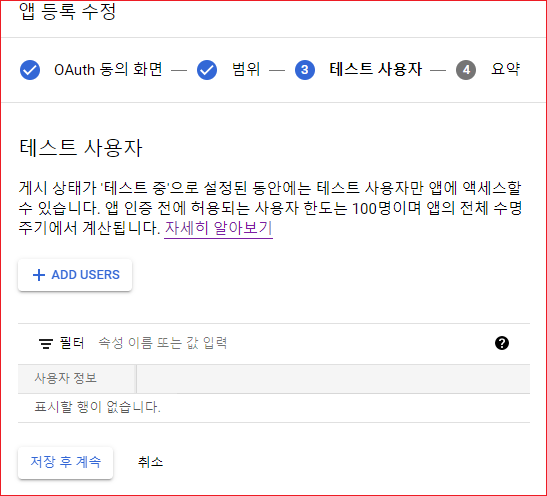 앱 등록 수정
OAuth 동의 화면 — 범위 — 3 테스트 사용자 — 4 요약
테스트 사용자
게시 상태가 '테스트 중'으로 설정된 동안에는 테스트 사용자만 앱에 액세스할
수 있습니다. 앱 인증 전에 허용되는 사용자 한도는 100명이며 앱의 전체 수명
주기에서 계산됩니다. 자세히 알아보기
+ ADD USERS
필터 속성 이름 또는 값 입력 ?
사용자 정보
표시할 행이 없습니다.
저장 후 계속 취소